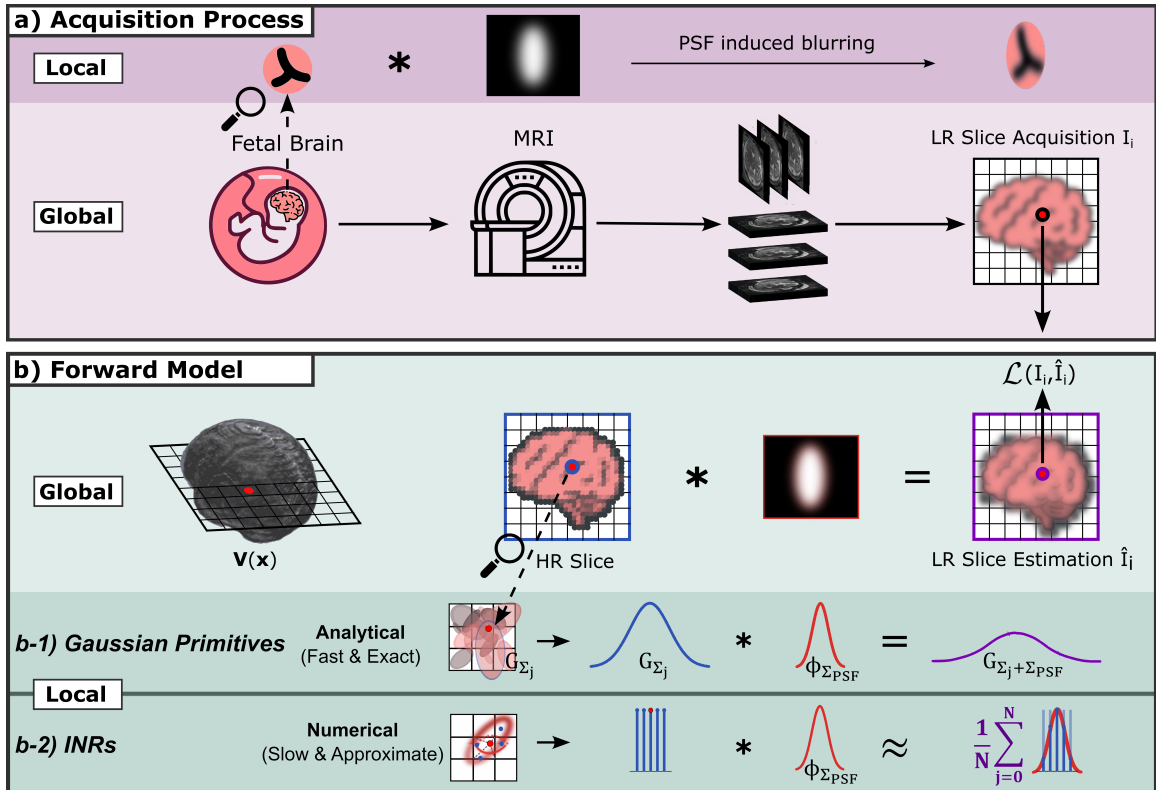 a) Acquisition Process
Local
*
PSF induced blurring
Fetal Brain
MRI
LR Slice Acquisition Iᵢ
Global
b) Forward Model
ℒ(Iᵢ,Îᵢ)
Global
*
=
V(x)
HR Slice
LR Slice Estimation Îᵢ
b-1) Gaussian Primitives
Analytical
(Fast & Exact)
G_Σⱼ
G_Σⱼ
*
ϕ_Σ_PSF
=
G_Σⱼ+Σ_PSF
Local
b-2) INRs
Numerical
(Slow & Approximate)
*
ϕ_Σ_PSF
≈
1/N ∑_{j=0}^{N}